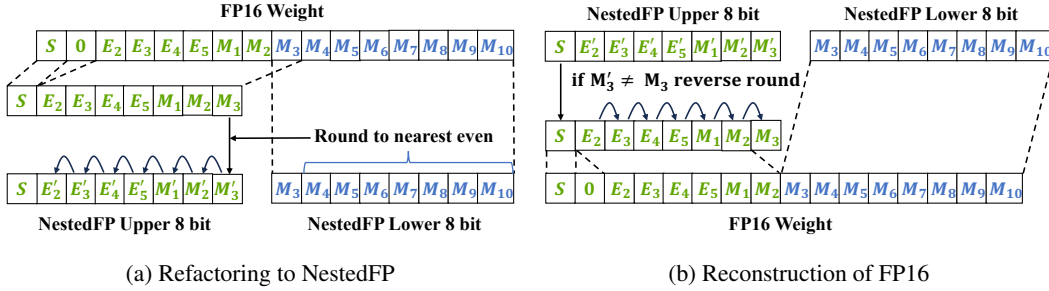 FP16 Weight
S 0 E₂ E₃ E₄ E₅ M₁ M₂ M₃ M₄ M₅ M₆ M₇ M₈ M₉ M₁₀
S E₂ E₃ E₄ E₅ M₁ M₂ M₃
Round to nearest even
S E′₂ E′₃ E′₄ E′₅ M′₁ M′₂ M′₃
M₃ M₄ M₅ M₆ M₇ M₈ M₉ M₁₀
NestedFP Upper 8 bit
NestedFP Lower 8 bit
(a) Refactoring to NestedFP
NestedFP Upper 8 bit
NestedFP Lower 8 bit
S E′₂ E′₃ E′₄ E′₅ M′₁ M′₂ M′₃
M₃ M₄ M₅ M₆ M₇ M₈ M₉ M₁₀
if M′₃ ≠ M₃ reverse round
S E₂ E₃ E₄ E₅ M₁ M₂ M₃
S 0 E₂ E₃ E₄ E₅ M₁ M₂ M₃ M₄ M₅ M₆ M₇ M₈ M₉ M₁₀
FP16 Weight
(b) Reconstruction of FP16